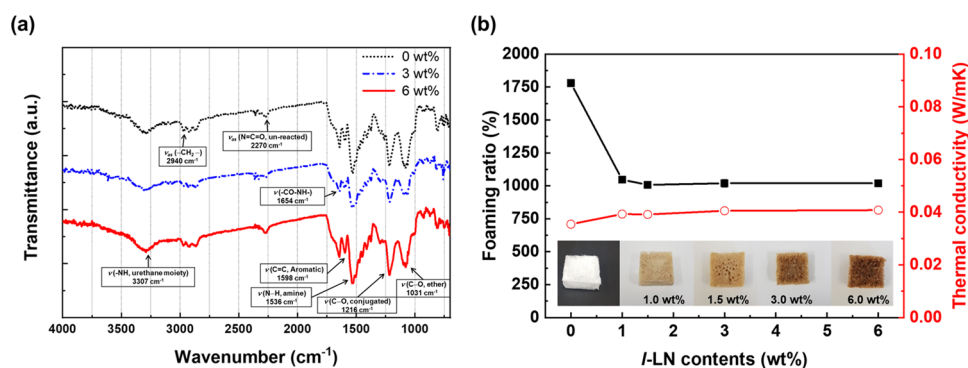 (a)
Transmittance (a.u.)
0 wt%
3 wt%
6 wt%
νas (–CH2 –)
2940 cm-1
νas (N=C=O, un-reacted)
2270 cm-1
ν(-CO-NH-)
1654 cm-1
ν(-NH, urethane moiety)
3307 cm-1
ν(C=C, Aromatic)
1598 cm-1
ν(N–H, amine)
1536 cm-1
ν(C–O, conjugated)
1216 cm-1
ν(C–O, ether)
1031 cm-1
4000 3500 3000 2500 2000 1500 1000
Wavenumber (cm-1)
(b)
Foaming ratio (%)
2000
1750
1500
1250
1000
750
500
250
0
Thermal conductivity (W/mK)
0.10
0.08
0.06
0.04
0.02
0.00
1.0 wt%
1.5 wt%
3.0 wt%
6.0 wt%
0 1 2 3 4 5 6
l-LN contents (wt%)